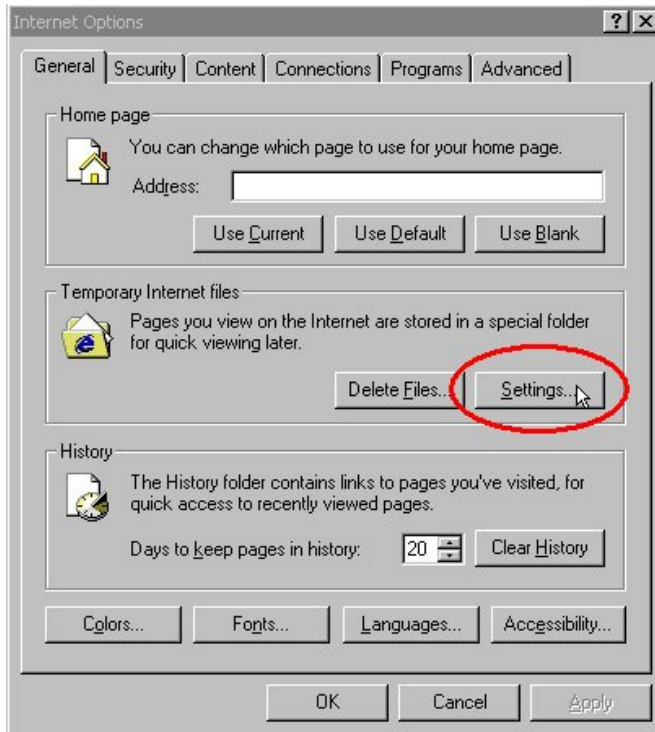 Internet Options
General Security Content Connections Programs Advanced
Home page
You can change which page to use for your home page.
Address:
Use Current Use Default Use Blank
Temporary Internet files
Pages you view on the Internet are stored in a special folder
for quick viewing later.
Delete Files... Settings...
History
The History folder contains links to pages you've visited, for
quick access to recently viewed pages.
Days to keep pages in history: 20 Clear History
Colors... Fonts... Languages... Accessibility...
OK Cancel Apply